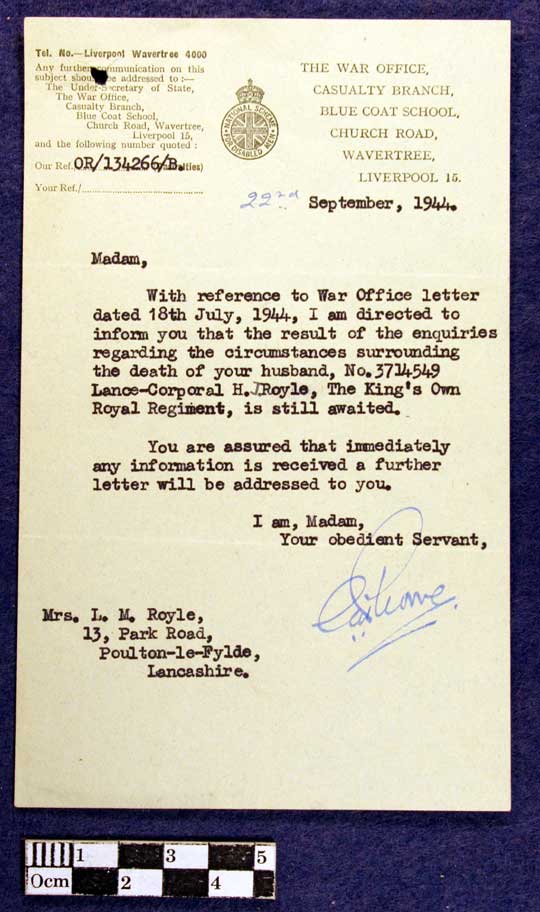 Tel. No.—Liverpool Wavertree 4000
Any further communication on this
subject should be addressed to :—
The Under-Secretary of State,
The War Office,
Casualty Branch,
Blue Coat School,
Church Road, Wavertree,
Liverpool 15.
and the following number quoted :
Our Ref./OR/134266/B. (Casualties)
Your Ref./
NATIONAL SCHEME
FOR DISABLED MEN
THE WAR OFFICE,
CASUALTY BRANCH,
BLUE COAT SCHOOL,
CHURCH ROAD,
WAVERTREE,
LIVERPOOL 15.
22nd September, 1944.
Madam,
With reference to War Office letter
dated 18th July, 1944, I am directed to
inform you that the result of the enquiries
regarding the circumstances surrounding
the death of your husband, No.3714549
Lance-Corporal H.J.Royle, The King's Own
Royal Regiment, is still awaited.
You are assured that immediately
any information is received a further
letter will be addressed to you.
I am, Madam,
Your obedient Servant,
Mrs. L. M. Royle,
13, Park Road,
Poulton-le-Fylde,
Lancashire.
1 3 5
0cm 2 4